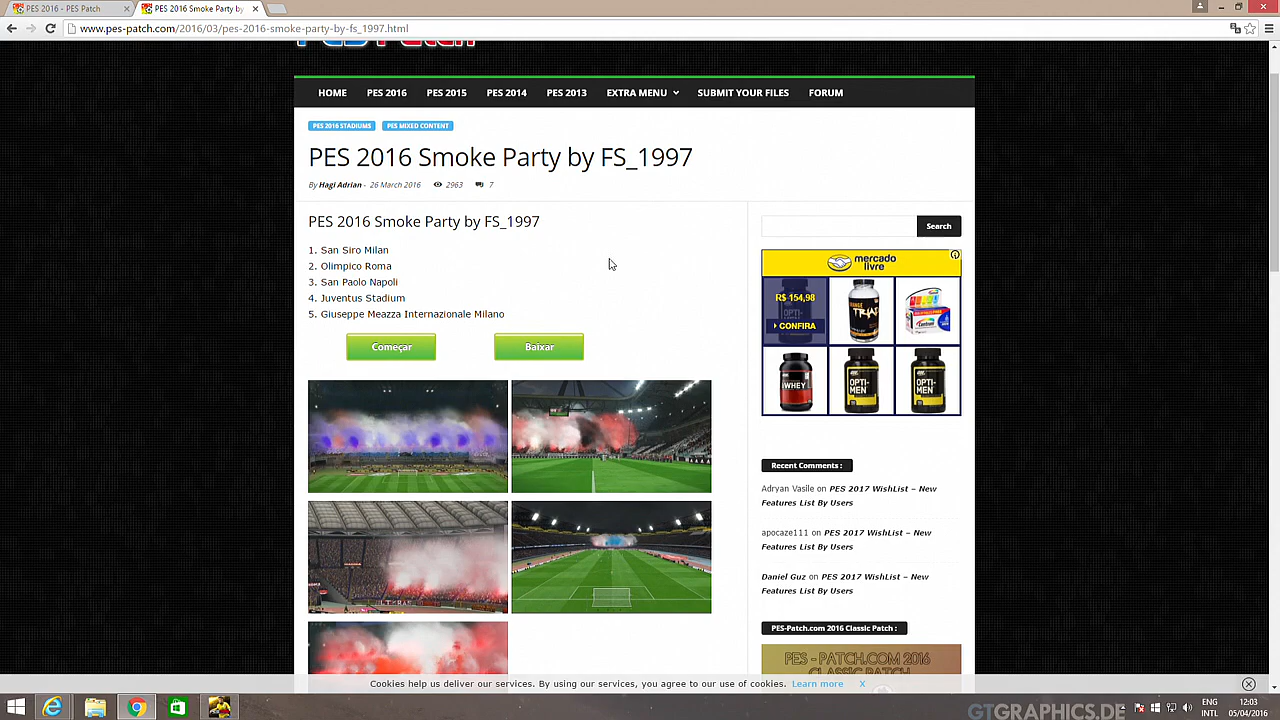 PES 2016 - PES Patch
PES 2016 Smoke Party by
www.pes-patch.com/2016/03/pes-2016-smoke-party-by-fs_1997.html
HOME PES 2016 PES 2015 PES 2014 PES 2013 EXTRA MENU SUBMIT YOUR FILES FORUM
PES 2016 STADIUMS PES MIXED CONTENT
PES 2016 Smoke Party by FS_1997
By Hagi Adrian - 26 March 2016 2963 7
PES 2016 Smoke Party by FS_1997
1. San Siro Milan
2. Olimpico Roma
3. San Paolo Napoli
4. Juventus Stadium
5. Giuseppe Meazza Internazionale Milano
Começar Baixar
Search
mercado
livre
R$ 154,98
CONFIRA
WHEY
OPTI-
MEN
OPTI-
MEN
Recent Comments :
Adryan Vasile on PES 2017 WishList – New
Features List By Users
apocaze111 on PES 2017 WishList – New
Features List By Users
Daniel Guz on PES 2017 WishList – New
Features List By Users
PES-Patch.com 2016 Classic Patch :
PES - PATCH.COM 2016
CLASSIC PATCH
Cookies help us deliver our services. By using our services, you agree to our use of cookies. Learn more X
GTGRAPHICS.DE
ENG
INTL
12:03
05/04/2016